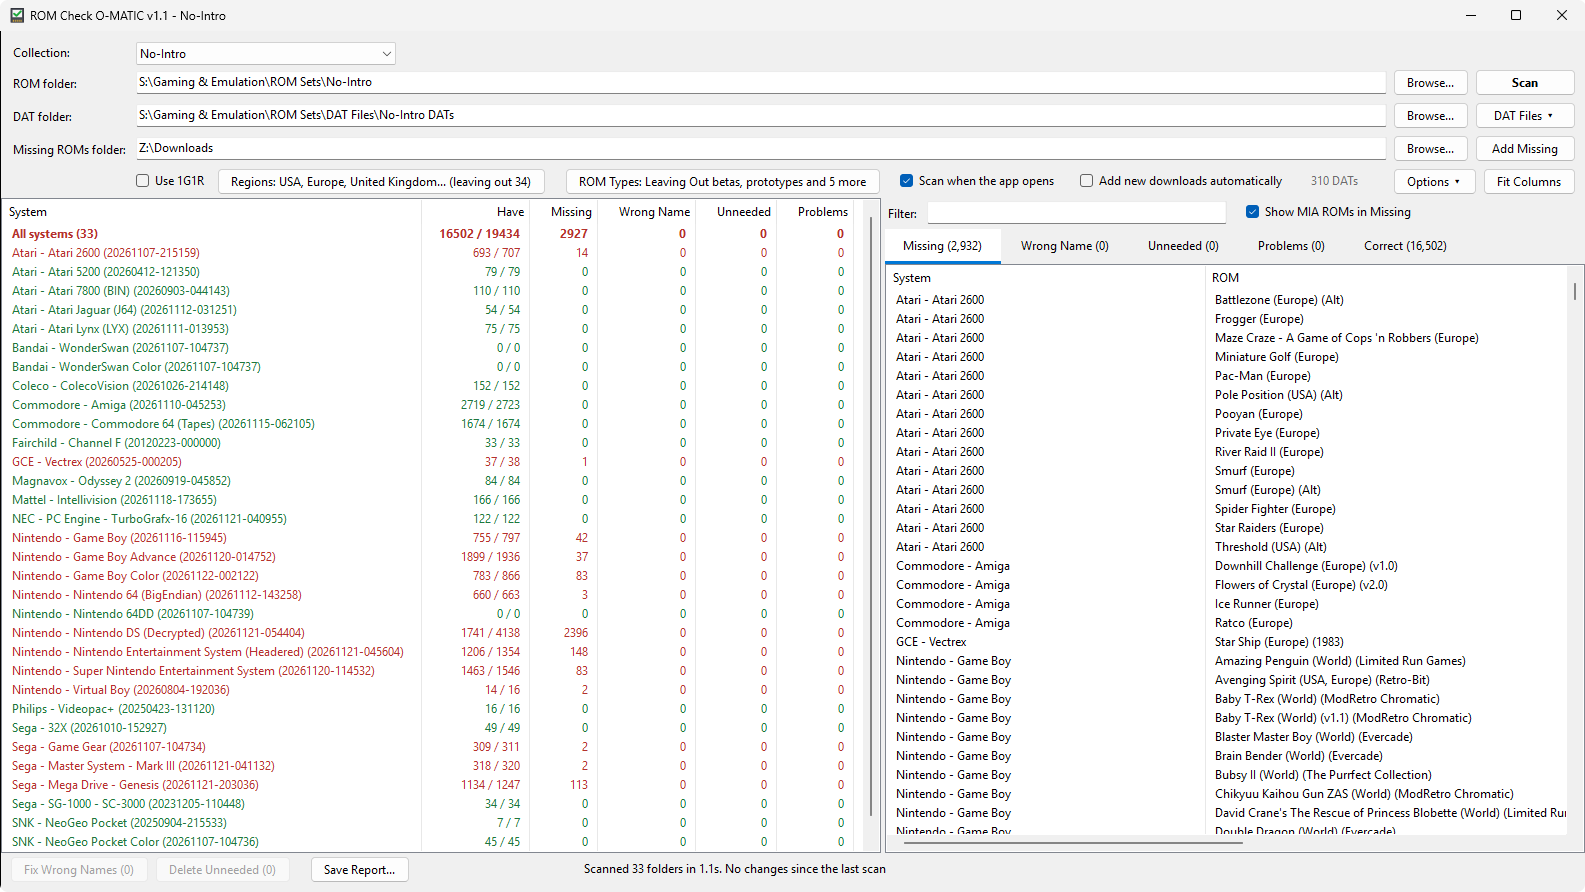 ROM Check O-MATIC v1.1 - No-Intro
Collection: No-Intro
ROM folder: S:\Gaming & Emulation\ROM Sets\No-Intro Browse... Scan
DAT folder: S:\Gaming & Emulation\ROM Sets\DAT Files\No-Intro DATs Browse... DAT Files
Missing ROMs folder: Z:\Downloads Browse... Add Missing
Use 1G1R Regions: USA, Europe, United Kingdom... (leaving out 34) ROM Types: Leaving Out betas, prototypes and 5 more Scan when the app opens Add new downloads automatically 310 DATs Options Fit Columns
System Have Missing Wrong Name Unneeded Problems
All systems (33) 16502 / 19434 2927 0 0 0
Atari - Atari 2600 (20261107-215159) 693 / 707 14 0 0 0
Atari - Atari 5200 (20260412-121350) 79 / 79 0 0 0 0
Atari - Atari 7800 (BIN) (20260903-044143) 110 / 110 0 0 0 0
Atari - Atari Jaguar (J64) (20261112-031251) 54 / 54 0 0 0 0
Atari - Atari Lynx (LYX) (20261111-013953) 75 / 75 0 0 0 0
Bandai - WonderSwan (20261107-104737) 0 / 0 0 0 0 0
Bandai - WonderSwan Color (20261107-104737) 0 / 0 0 0 0 0
Coleco - ColecoVision (20261026-214148) 152 / 152 0 0 0 0
Commodore - Amiga (20261110-045253) 2719 / 2723 0 0 0 0
Commodore - Commodore 64 (Tapes) (20261115-062105) 1674 / 1674 0 0 0 0
Fairchild - Channel F (20120223-000000) 33 / 33 0 0 0 0
GCE - Vectrex (20260525-000205) 37 / 38 1 0 0 0
Magnavox - Odyssey 2 (20260919-045852) 84 / 84 0 0 0 0
Mattel - Intellivision (20261118-173655) 166 / 166 0 0 0 0
NEC - PC Engine - TurboGrafx-16 (20261121-040955) 122 / 122 0 0 0 0
Nintendo - Game Boy (20261116-115945) 755 / 797 42 0 0 0
Nintendo - Game Boy Advance (20261120-014752) 1899 / 1936 37 0 0 0
Nintendo - Game Boy Color (20261122-002122) 783 / 866 83 0 0 0
Nintendo - Nintendo 64 (BigEndian) (20261112-143258) 660 / 663 3 0 0 0
Nintendo - Nintendo 64DD (20261107-104739) 0 / 0 0 0 0 0
Nintendo - Nintendo DS (Decrypted) (20261121-054404) 1741 / 4138 2396 0 0 0
Nintendo - Nintendo Entertainment System (Headered) (20261121-045604) 1206 / 1354 148 0 0 0
Nintendo - Super Nintendo Entertainment System (20261120-114532) 1463 / 1546 83 0 0 0
Nintendo - Virtual Boy (20260804-192036) 14 / 16 2 0 0 0
Philips - Videopac+ (20250423-131120) 16 / 16 0 0 0 0
Sega - 32X (20261010-152927) 49 / 49 0 0 0 0
Sega - Game Gear (20261107-104734) 309 / 311 2 0 0 0
Sega - Master System - Mark III (20261121-041132) 318 / 320 2 0 0 0
Sega - Mega Drive - Genesis (20261121-203036) 1134 / 1247 113 0 0 0
Sega - SG-1000 - SC-3000 (20231205-110448) 34 / 34 0 0 0 0
SNK - NeoGeo Pocket (20250904-215533) 7 / 7 0 0 0 0
SNK - NeoGeo Pocket Color (20261107-104736) 45 / 45 0 0 0 0
Filter: Show MIA ROMs in Missing
Missing (2,932) Wrong Name (0) Unneeded (0) Problems (0) Correct (16,502)
System ROM
Atari - Atari 2600 Battlezone (Europe) (Alt)
Atari - Atari 2600 Frogger (Europe)
Atari - Atari 2600 Maze Craze - A Game of Cops 'n Robbers (Europe)
Atari - Atari 2600 Miniature Golf (Europe)
Atari - Atari 2600 Pac-Man (Europe)
Atari - Atari 2600 Pole Position (USA) (Alt)
Atari - Atari 2600 Pooyan (Europe)
Atari - Atari 2600 Private Eye (Europe)
Atari - Atari 2600 River Raid II (Europe)
Atari - Atari 2600 Smurf (Europe)
Atari - Atari 2600 Smurf (Europe) (Alt)
Atari - Atari 2600 Spider Fighter (Europe)
Atari - Atari 2600 Star Raiders (Europe)
Atari - Atari 2600 Threshold (USA) (Alt)
Commodore - Amiga Downhill Challenge (Europe) (v1.0)
Commodore - Amiga Flowers of Crystal (Europe) (v2.0)
Commodore - Amiga Ice Runner (Europe)
Commodore - Amiga Ratco (Europe)
GCE - Vectrex Star Ship (Europe) (1983)
Nintendo - Game Boy Amazing Penguin (World) (Limited Run Games)
Nintendo - Game Boy Avenging Spirit (USA, Europe) (Retro-Bit)
Nintendo - Game Boy Baby T-Rex (World) (ModRetro Chromatic)
Nintendo - Game Boy Baby T-Rex (World) (v1.1) (ModRetro Chromatic)
Nintendo - Game Boy Blaster Master Boy (World) (Evercade)
Nintendo - Game Boy Brain Bender (World) (Evercade)
Nintendo - Game Boy Bubsy II (World) (The Purrfect Collection)
Nintendo - Game Boy Chikyuu Kaihou Gun ZAS (World) (ModRetro Chromatic)
Nintendo - Game Boy David Crane's The Rescue of Princess Blobette (World) (Limited Ru
Nintendo - Game Boy Double Dragon (World) (Evercade)
Fix Wrong Names (0) Delete Unneeded (0) Save Report... Scanned 33 folders in 1.1s. No changes since the last scan